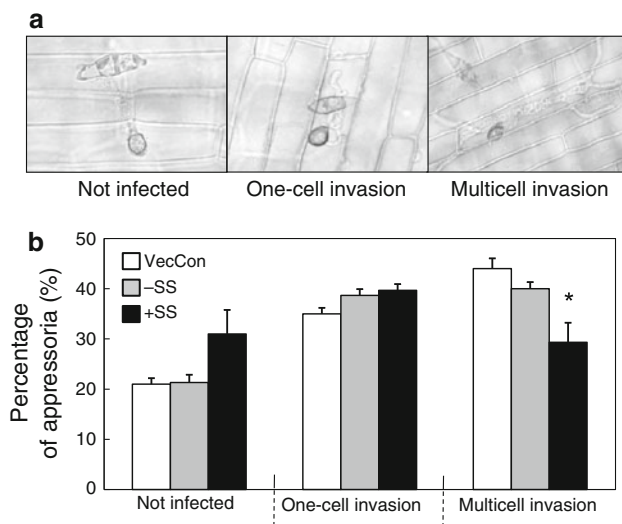 a
Not infected One-cell invasion Multicell invasion
b
Percentage
of appressoria (%)
50
40
30
20
10
0
VecCon
–SS
+SS
*
Not infected One-cell invasion Multicell invasion